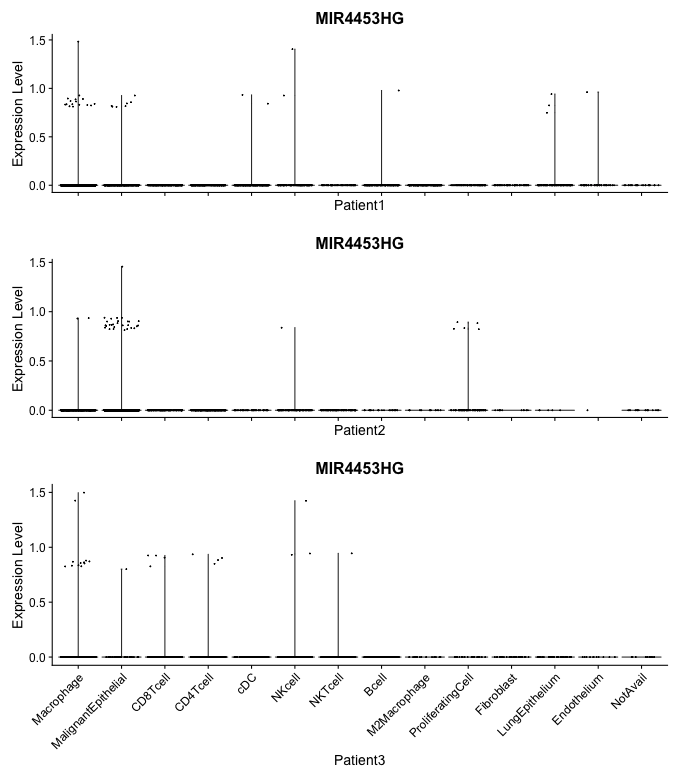 MIR4453HG
Expression Level
1.5
1.0
0.5
0.0
Patient1
MIR4453HG
Expression Level
1.5
1.0
0.5
0.0
Patient2
MIR4453HG
Expression Level
1.5
1.0
0.5
0.0
Macrophage
MalignantEpithelial
CD8Tcell
CD4Tcell
cDC
NKcell
NKTcell
Bcell
M2Macrophage
ProliferatingCell
Fibroblast
LungEpithelium
Endothelium
NotAvail
Patient3